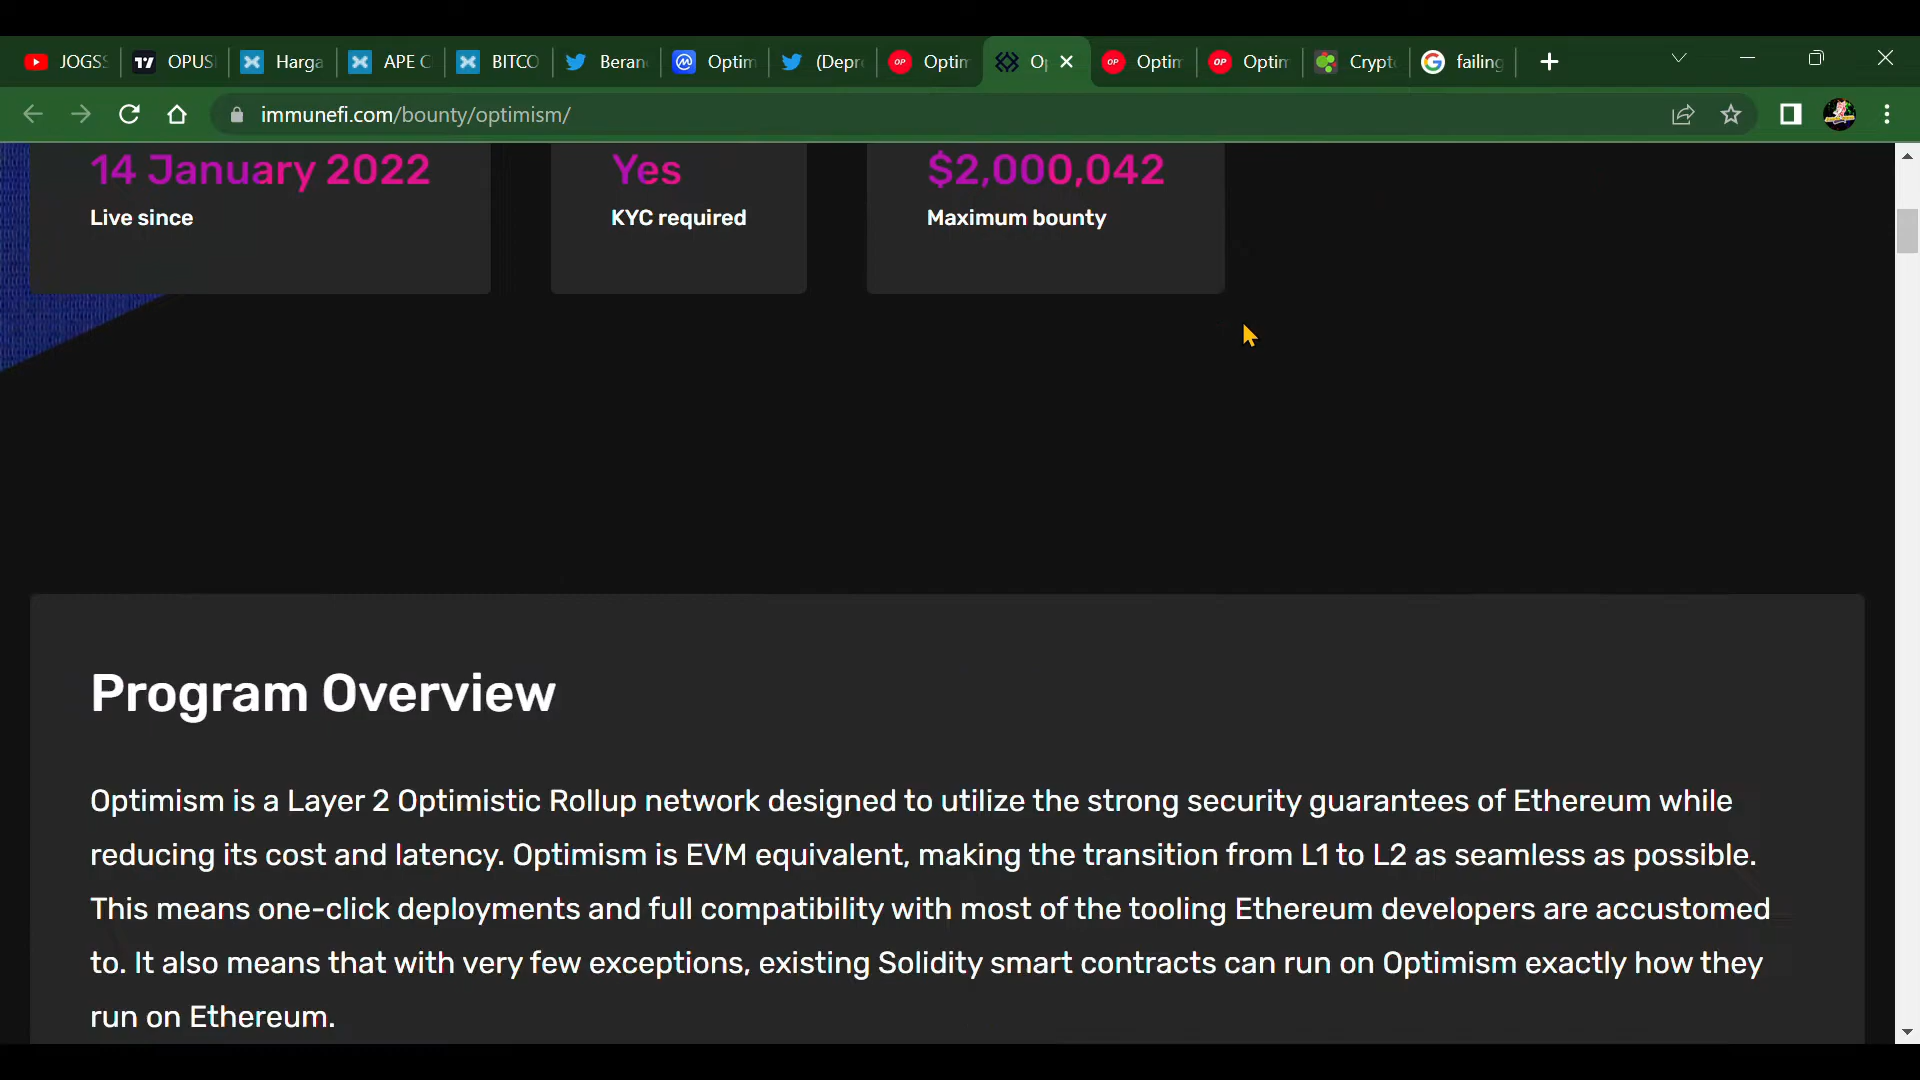 JOGSS
OPUS
Harga
APE C
BITCO
Beran
Optim
(Depre
Optim
Op
Optim
Optim
Crypt
failing
immunefi.com/bounty/optimism/
14 January 2022
Live since
Yes
KYC required
$2,000,042
Maximum bounty
Program Overview
Optimism is a Layer 2 Optimistic Rollup network designed to utilize the strong security guarantees of Ethereum while
reducing its cost and latency. Optimism is EVM equivalent, making the transition from L1 to L2 as seamless as possible.
This means one-click deployments and full compatibility with most of the tooling Ethereum developers are accustomed
to. It also means that with very few exceptions, existing Solidity smart contracts can run on Optimism exactly how they
run on Ethereum.